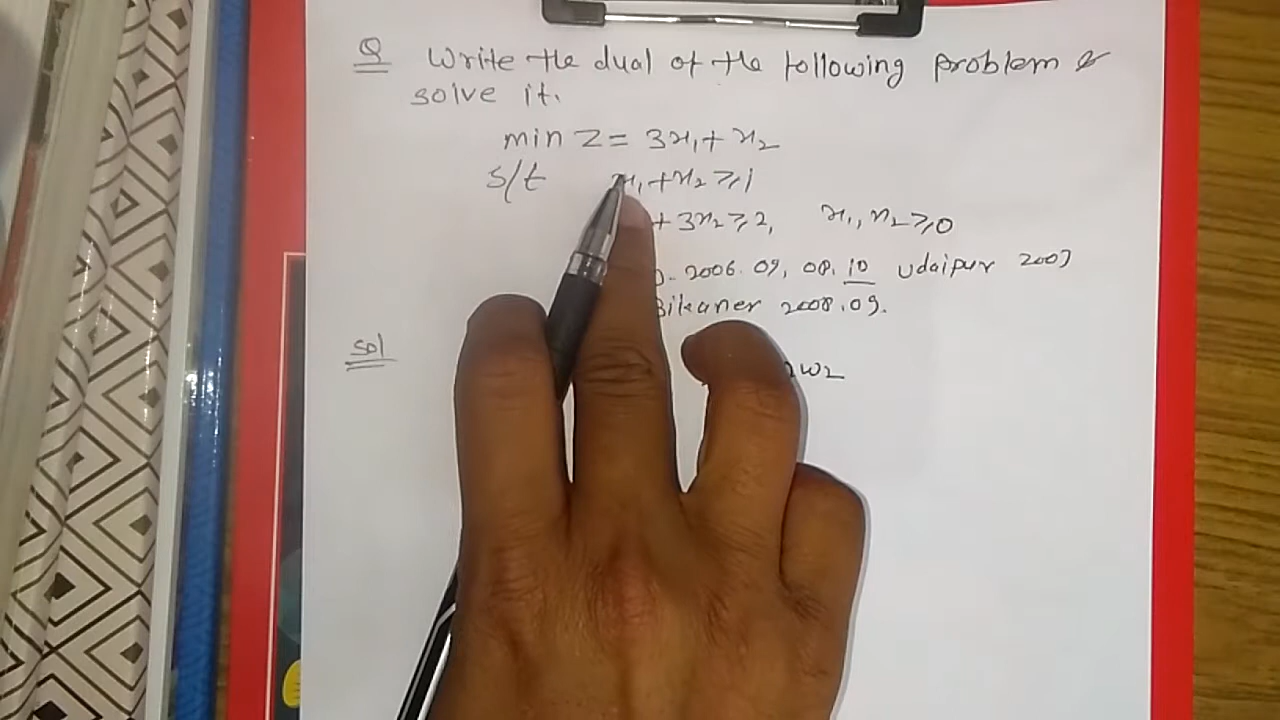 Q Write the dual of the following problem &
solve it.
min Z = 3x₁ + x₂
s/t x₁ + x₂ ⩾ 1
+ 3x₂ ⩾ 2, x₁, x₂ ⩾ 0
2006. 09, 08. 10 Udaipur 2007
Bikaner 2008.09.
Sol 2w₂